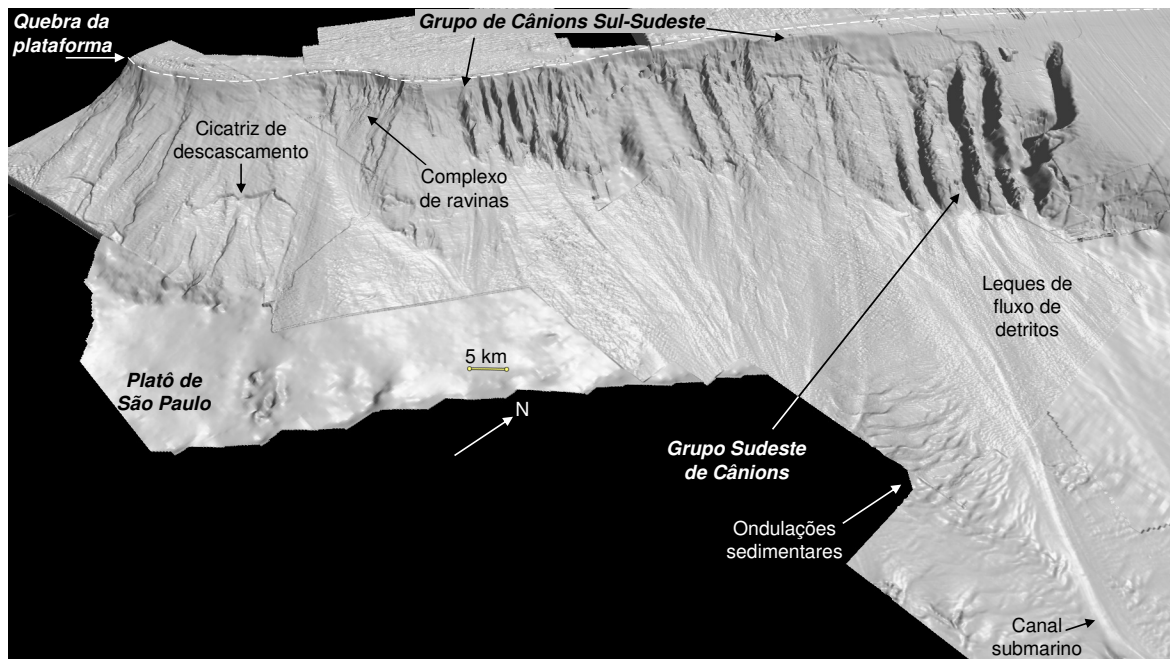 Quebra da
plataforma
Grupo de Cânions Sul-Sudeste
Cicatriz de
descascamento
Complexo
de ravinas
Leques de
fluxo de
detritos
5 km
Platô de
São Paulo
N
Grupo Sudeste
de Cânions
Ondulações
sedimentares
Canal
submarino